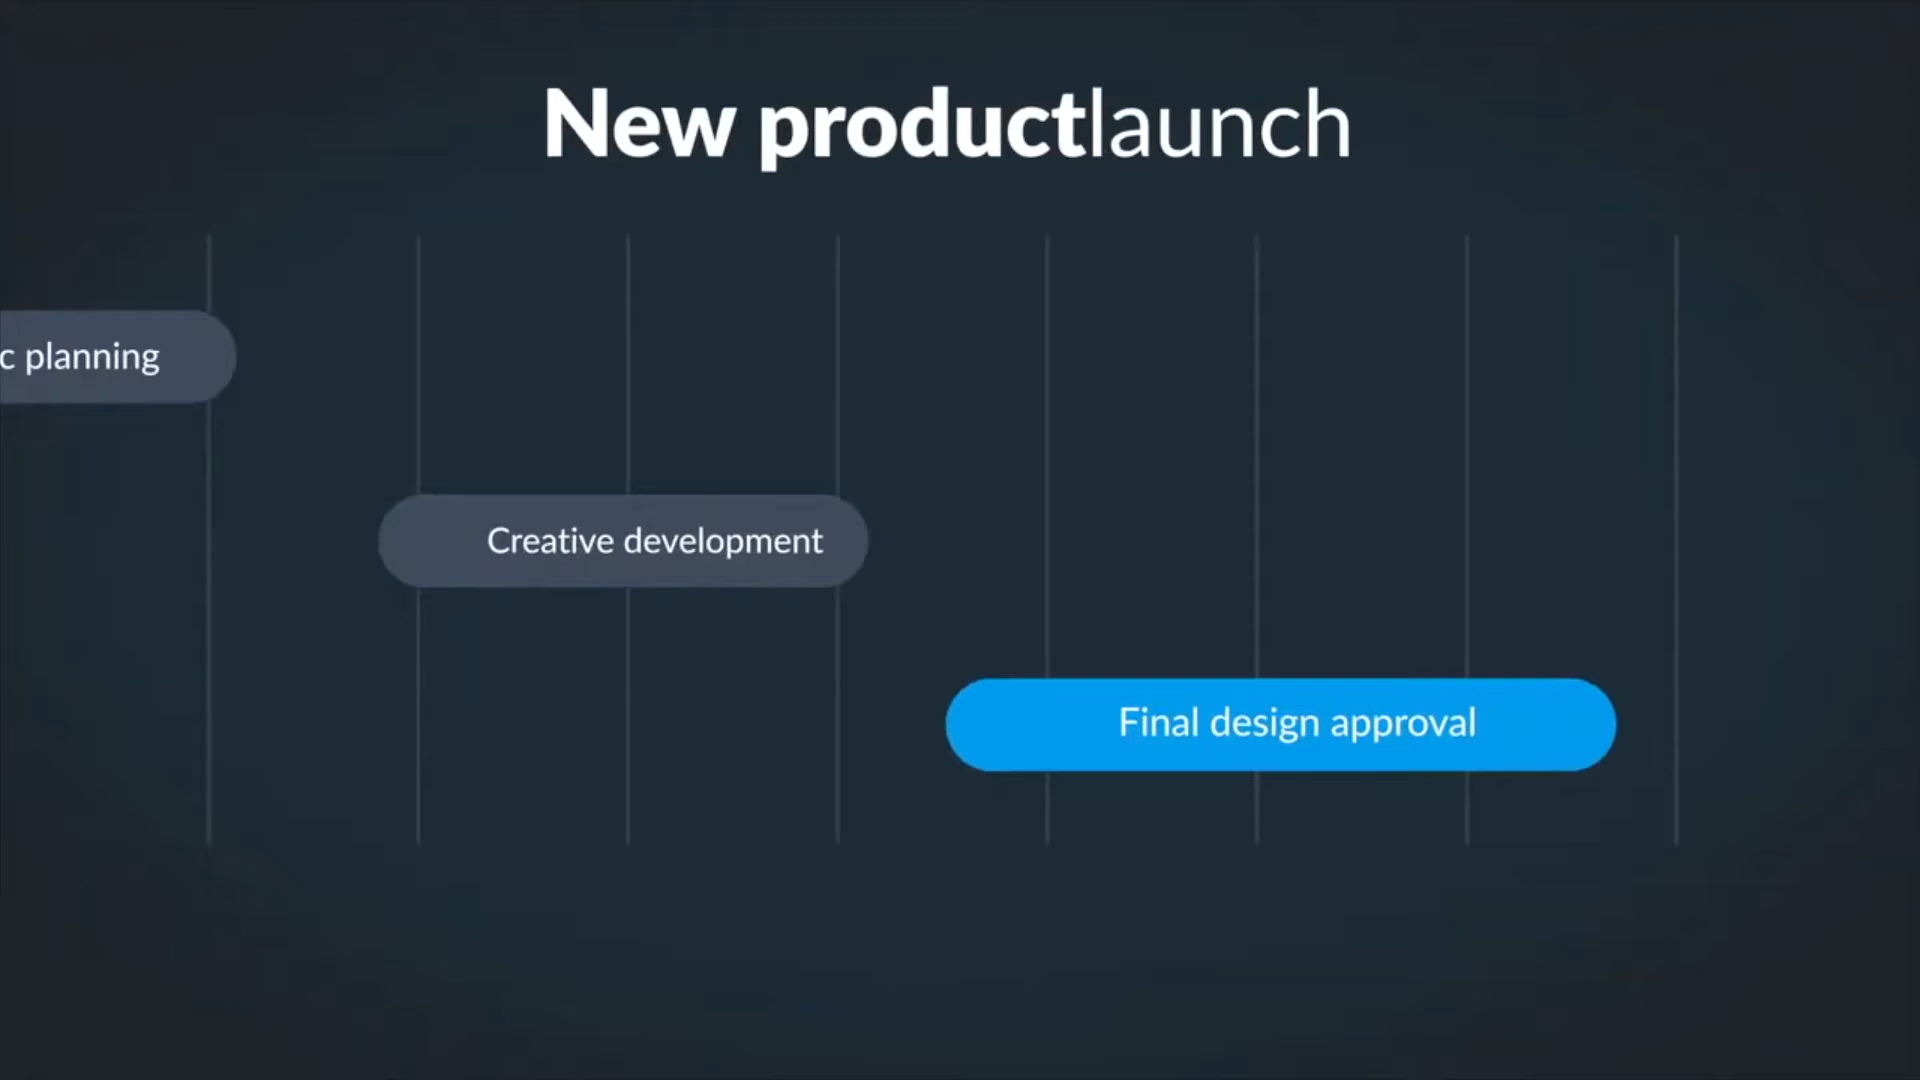 New productlaunch
c planning
Creative development
Final design approval